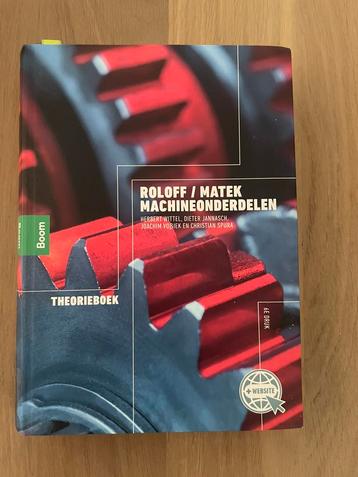 ROLOFF / MATEK
MACHINEONDERDELEN
HERBERT WITTEL, DIETER JANNASCH,
JOACHIM VOẞIEK EN CHRISTIAN SPURA
Boom
THEORIEBOEK
6E DRUK
+ WEBSITE